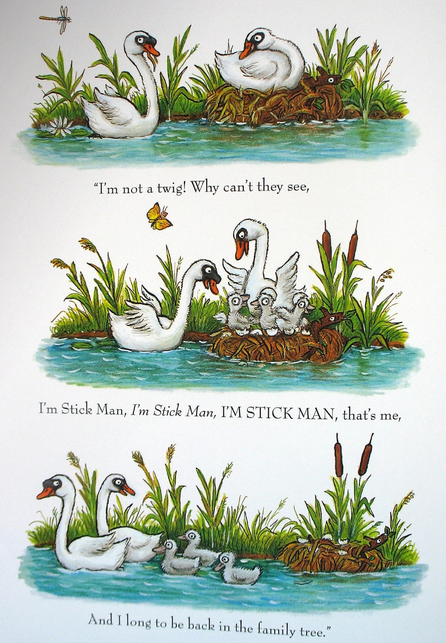 “I’m not a twig! Why can’t they see,
I’m Stick Man, I’m Stick Man, I’M STICK MAN, that’s me,
And I long to be back in the family tree.”